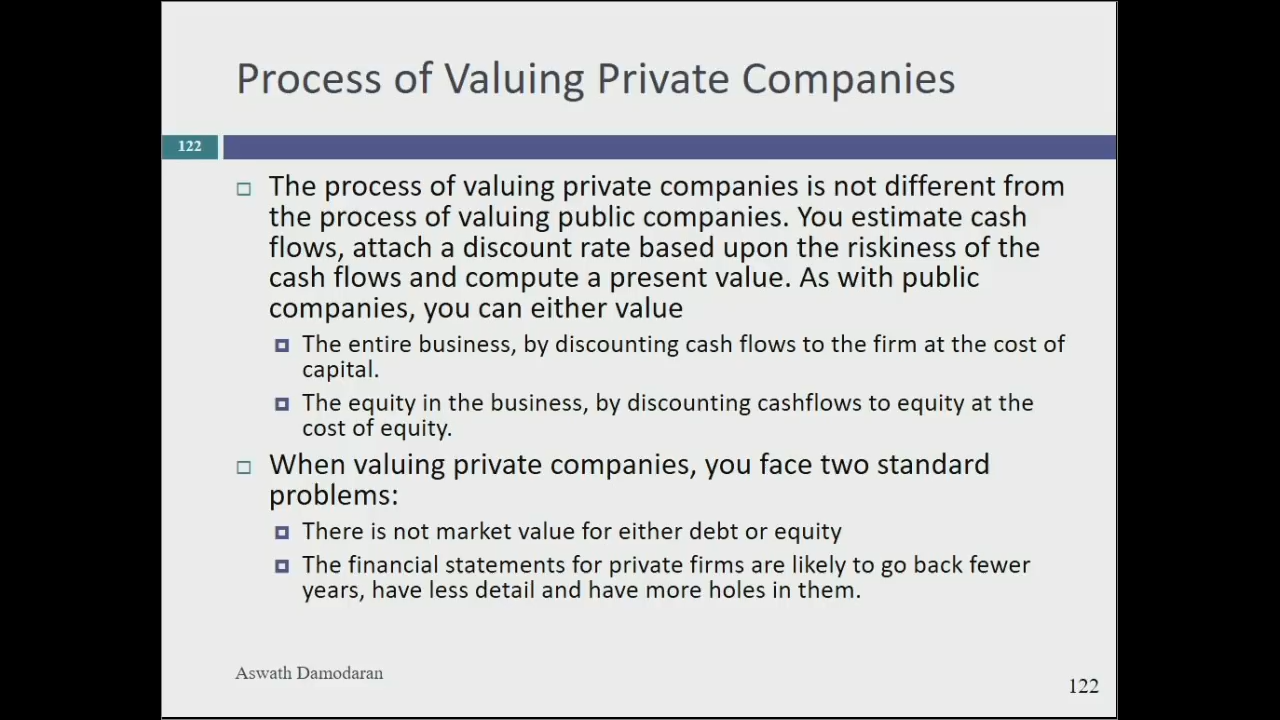 Process of Valuing Private Companies
122
The process of valuing private companies is not different from
the process of valuing public companies. You estimate cash
flows, attach a discount rate based upon the riskiness of the
cash flows and compute a present value. As with public
companies, you can either value
The entire business, by discounting cash flows to the firm at the cost of
capital.
The equity in the business, by discounting cashflows to equity at the
cost of equity.
When valuing private companies, you face two standard
problems:
There is not market value for either debt or equity
The financial statements for private firms are likely to go back fewer
years, have less detail and have more holes in them.
Aswath Damodaran
122